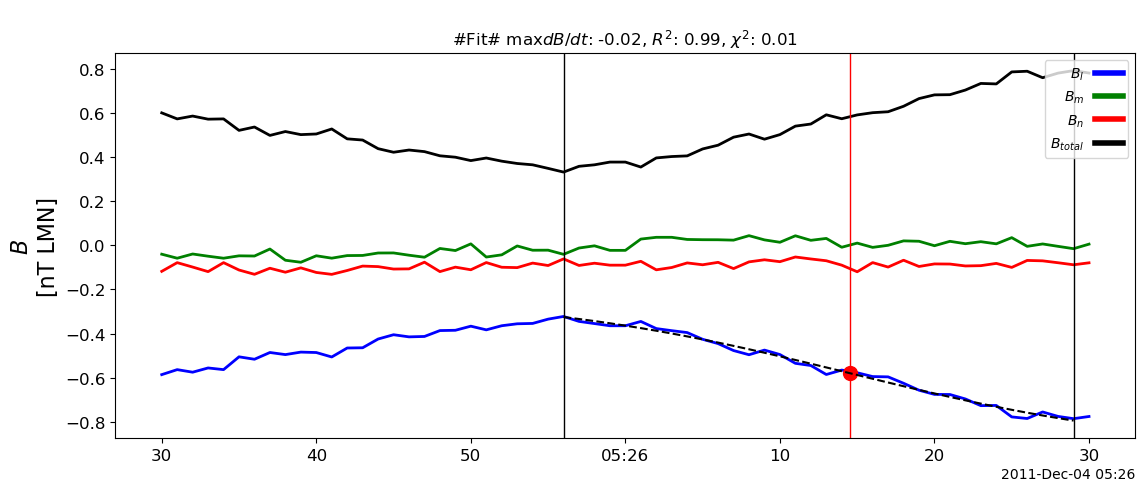 #Fit# maxdB/dt: -0.02, R²: 0.99, χ²: 0.01
B
[nT LMN]
0.8
0.6
0.4
0.2
0.0
−0.2
−0.4
−0.6
−0.8
B_l
B_m
B_n
B_total
30 40 50 05:26 10 20 30
2011-Dec-04 05:26